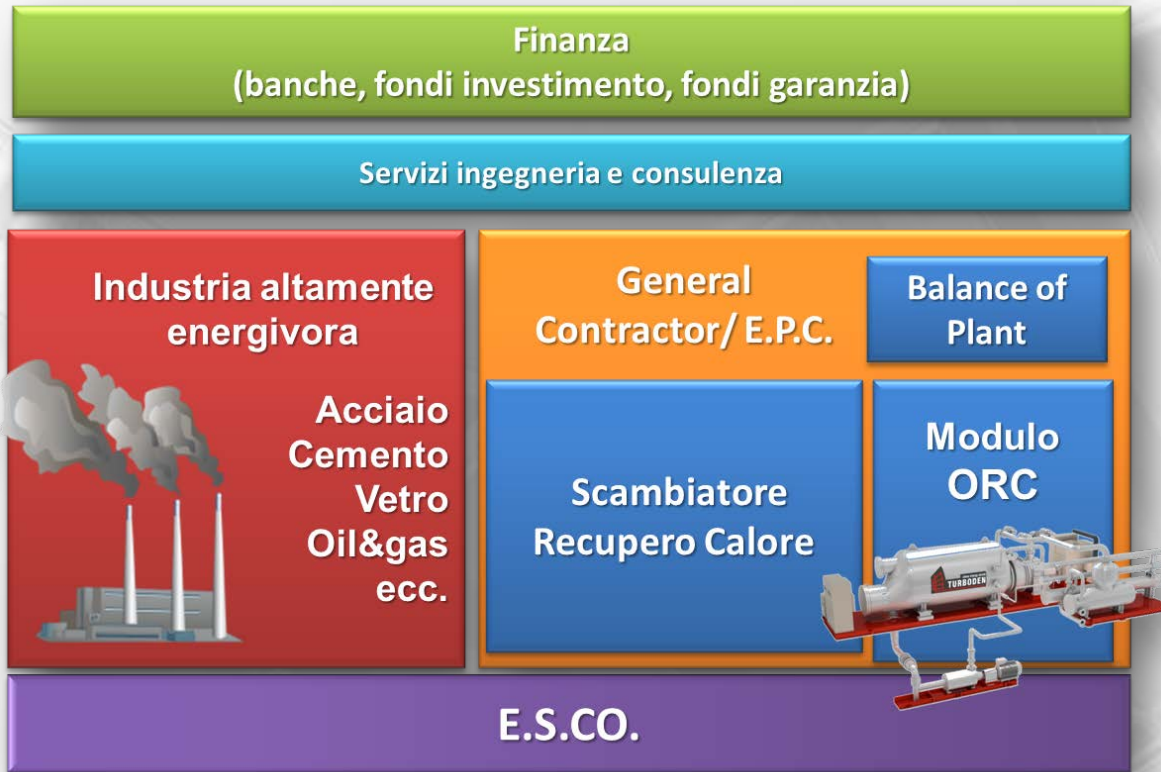 Finanza
(banche, fondi investimento, fondi garanzia)
Servizi ingegneria e consulenza
Industria altamente
energivora
Acciaio
Cemento
Vetro
Oil&gas
ecc.
General
Contractor/ E.P.C.
Balance of
Plant
Scambiatore
Recupero Calore
Modulo
ORC
TURBODEN
E.S.CO.